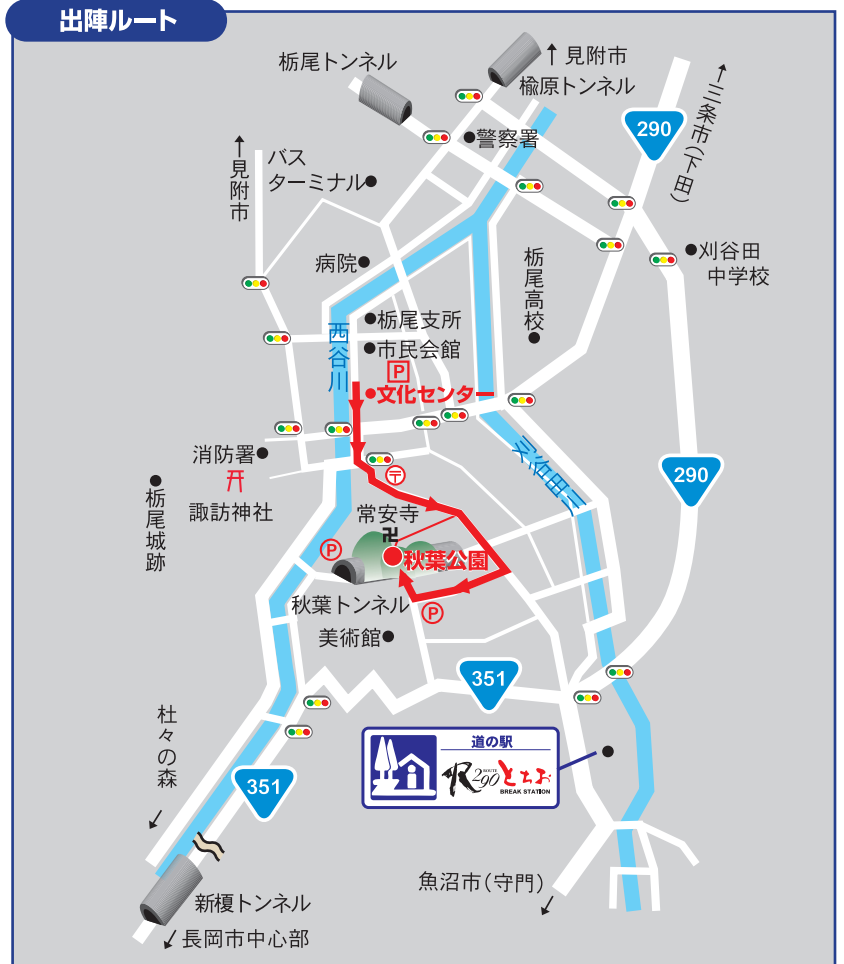 出陣ルート
栃尾トンネル
見附市
楡原トンネル
三条市(下田)
290
警察署
見附市
バス
ターミナル
刈谷田
中学校
病院
栃尾高校
栃尾支所
西谷川
市民会館
P
文化センター
消防署
〒
刈谷田川
290
栃尾城跡
諏訪神社
常安寺
卍
P
秋葉公園
秋葉トンネル
P
美術館
351
杜々の森
道の駅
ROUTE
R290とちお
BREAK STATION
351
魚沼市(守門)
新榎トンネル
長岡市中心部